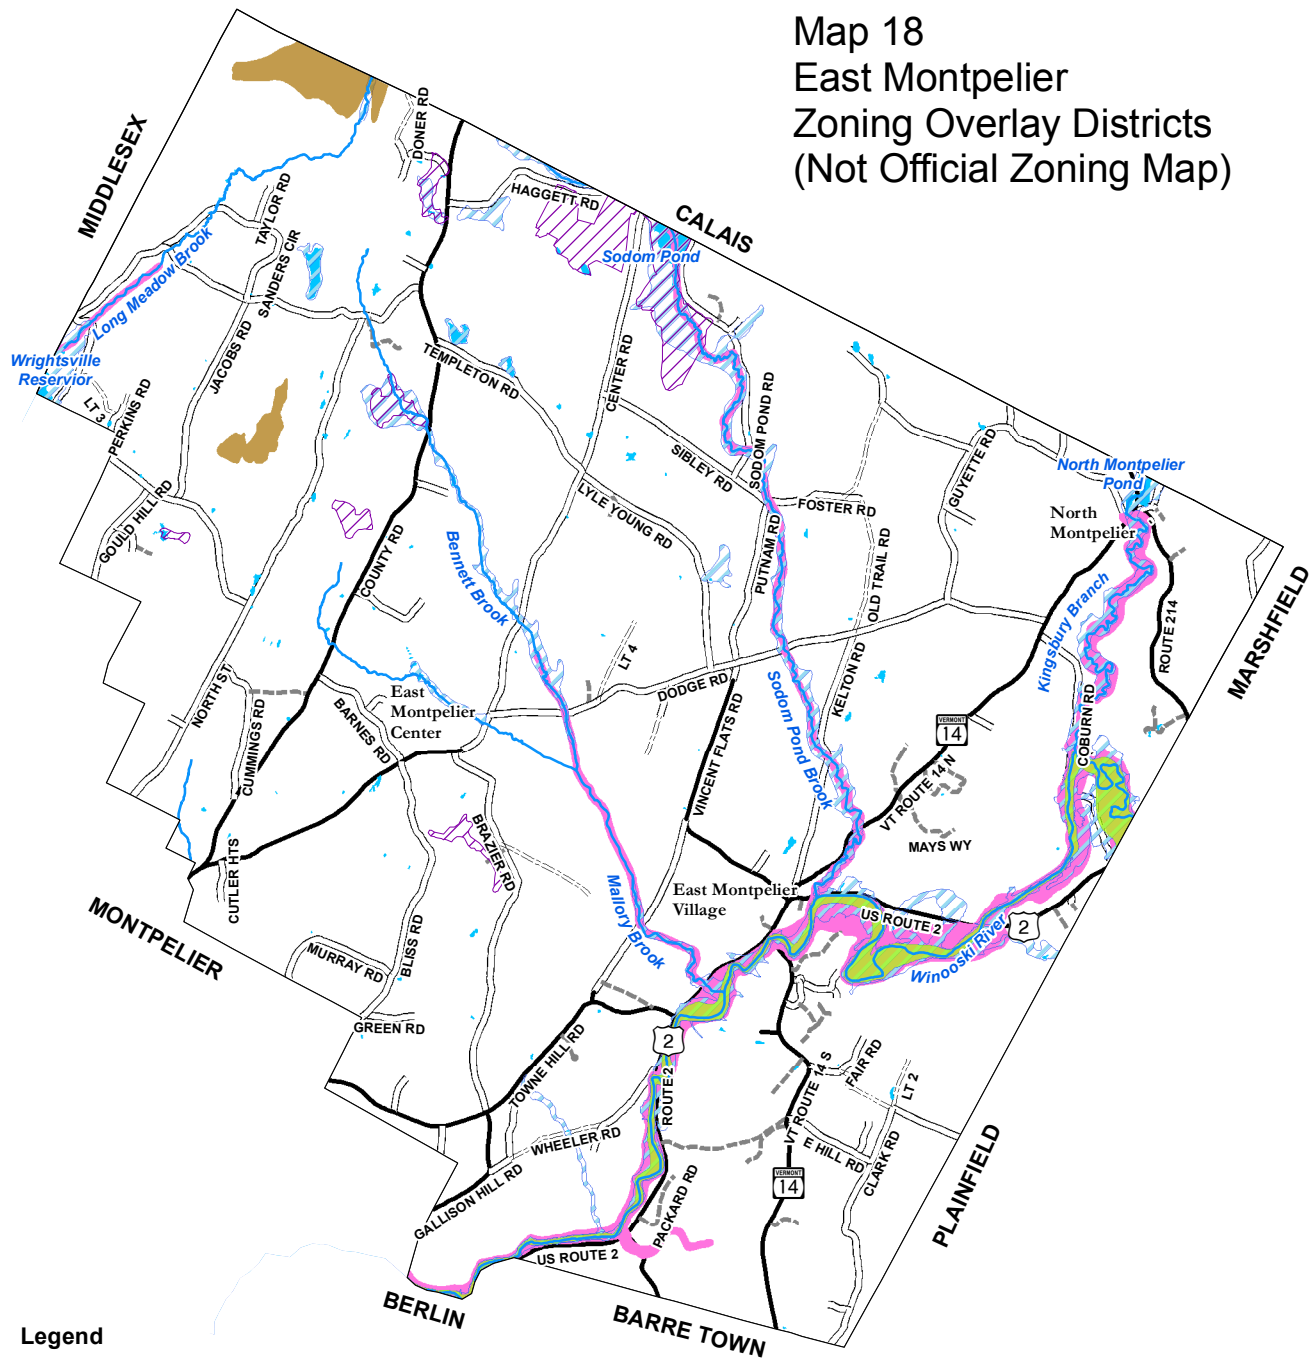 Map 18
East Montpelier
Zoning Overlay Districts
(Not Official Zoning Map)
MIDDLESEX
DONER RD
HAGGETT RD
CALAIS
TAYLOR RD
SANDERS CIR
Long Meadow Brook
Sodom Pond
Wrightsville
Reservior
LT 3
PERKINS RD
JACOBS RD
TEMPLETON RD
CENTER RD
SODOM POND RD
SIBLEY RD
GUYETTE RD
North Montpelier
Pond
North
Montpelier
GOULD HILL RD
COUNTY RD
LYLE YOUNG RD
FOSTER RD
PUTNAM RD
OLD TRAIL RD
Bennett Brook
Kingsbury Branch
ROUTE 214
MARSHFIELD
NORTH ST
CUMMINGS RD
BARNES RD
East
Montpelier
Center
LT 4
DODGE RD
VINCENT FLATS RD
KELTON RD
Sodom Pond Brook
COBURN RD
VERMONT
14
VT ROUTE 14 N
MAYS WY
BRAZIER RD
CUTLER HTS
East Montpelier
Village
US ROUTE 2
2
Winooski River
MONTPELIER
MURRAY RD
BLISS RD
Mallory Brook
GREEN RD
TOWNE HILL RD
2
ROUTE 2
VT ROUTE 14 S
FAIR RD
LT 2
WHEELER RD
E HILL RD
CLARK RD
VERMONT
14
GALLISON HILL RD
PACKARD RD
PLAINFIELD
US ROUTE 2
BERLIN
BARRE TOWN
Legend